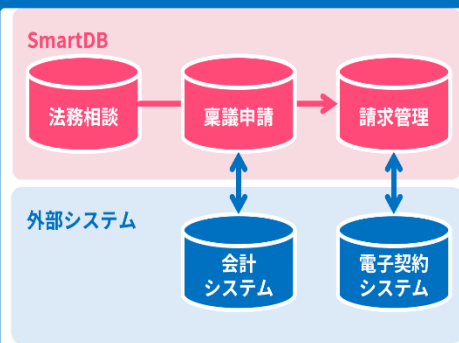 SmartDB
法務相談
稟議申請
請求管理
外部システム
会計
システム
電子契約
システム